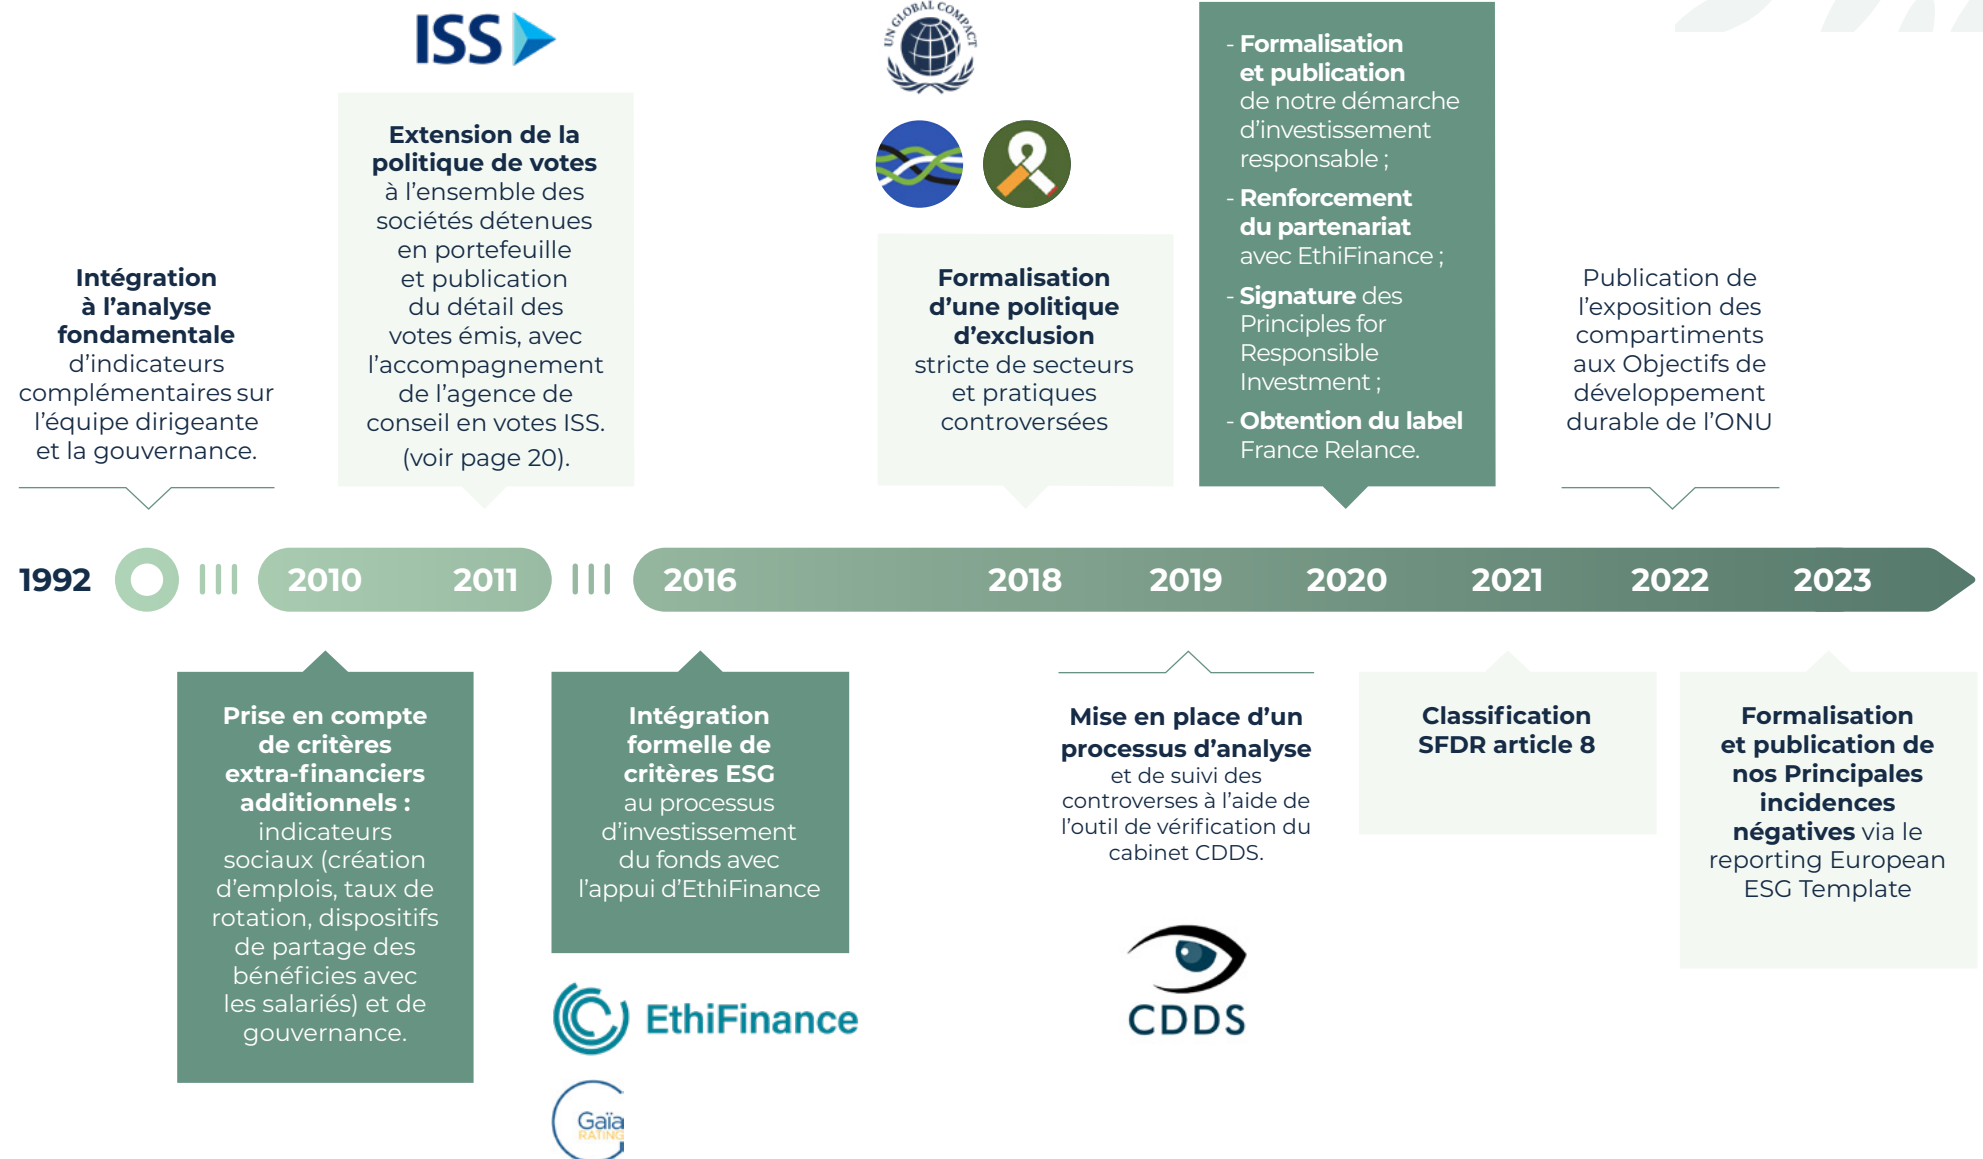 ISS
Extension de la
politique de votes
à l'ensemble des
sociétés détenues
en portefeuille
et publication
du détail des
votes émis, avec
l'accompagnement
de l'agence de
conseil en votes ISS.
(voir page 20).
UN GLOBAL COMPACT
Formalisation
d'une politique
d'exclusion
stricte de secteurs
et pratiques
controversées
- Formalisation
et publication
de notre démarche
d'investissement
responsable ;
- Renforcement
du partenariat
avec EthiFinance ;
- Signature des
Principles for
Responsible
Investment ;
- Obtention du label
France Relance.
Intégration
à l'analyse
fondamentale
d'indicateurs
complémentaires sur
l'équipe dirigeante
et la gouvernance.
Publication de
l'exposition des
compartiments
aux Objectifs de
développement
durable de l'ONU
1992
2010
2011
2016
2018
2019
2020
2021
2022
2023
Prise en compte
de critères
extra-financiers
additionnels :
indicateurs
sociaux (création
d'emplois, taux de
rotation, dispositifs
de partage des
bénéficies avec
les salariés) et de
gouvernance.
Intégration
formelle de
critères ESG
au processus
d'investissement
du fonds avec
l'appui d'EthiFinance
EthiFinance
Gaïa
RATING
Mise en place d'un
processus d'analyse
et de suivi des
controverses à l'aide de
l'outil de vérification du
cabinet CDDS.
CDDS
Classification
SFDR article 8
Formalisation
et publication de
nos Principales
incidences
négatives via le
reporting European
ESG Template